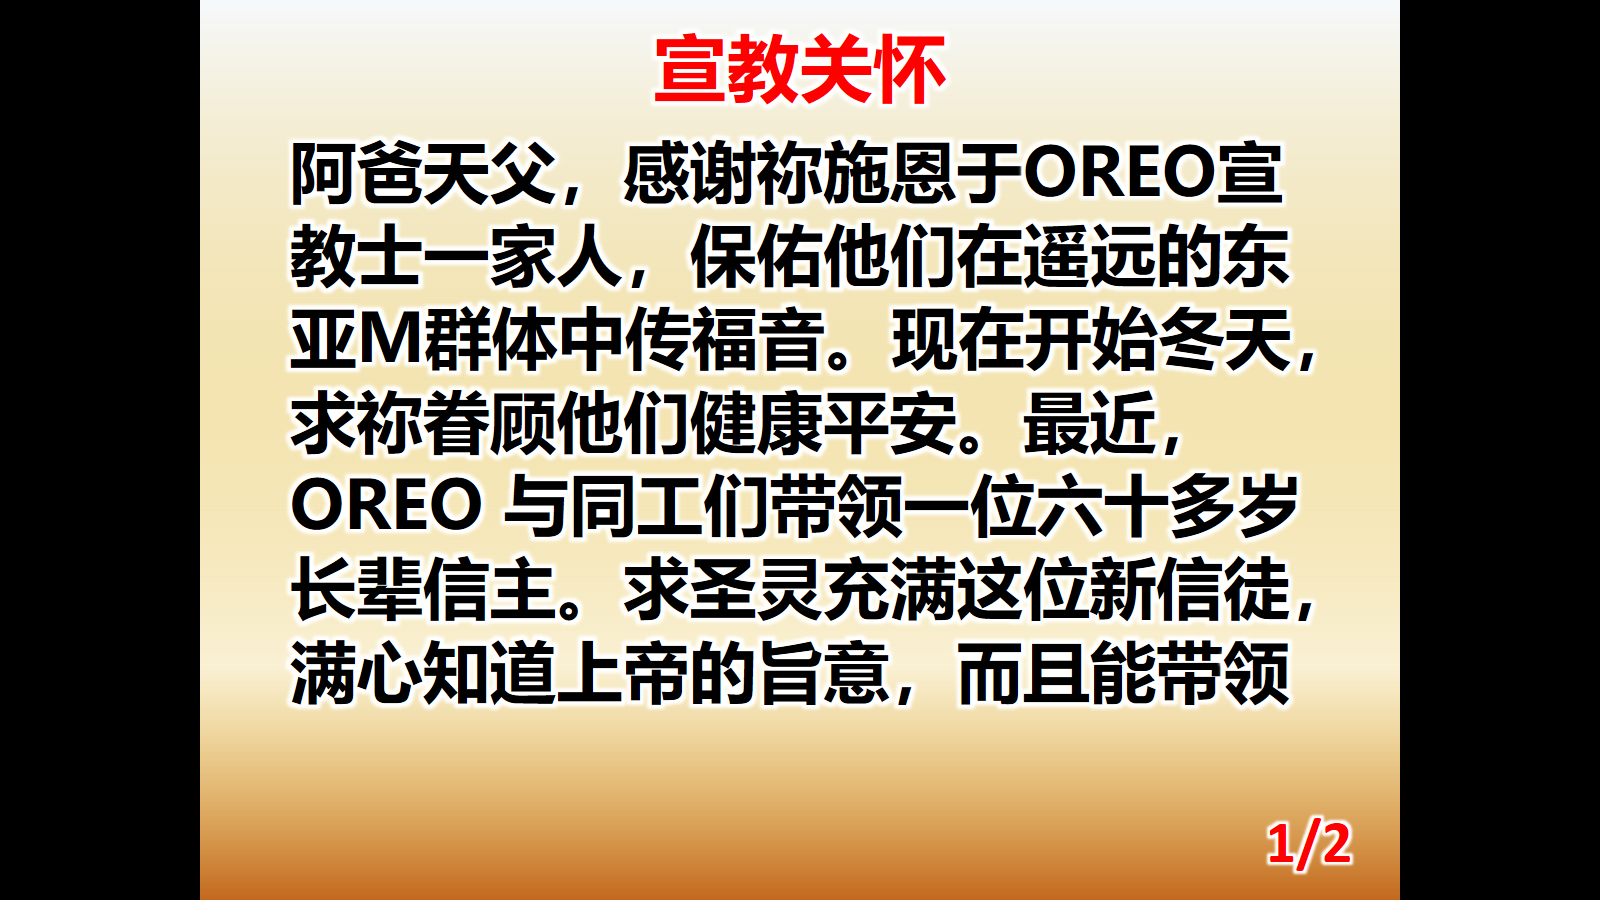 宣教关怀
阿爸天父，感谢祢施恩于OREO宣
教士一家人，保佑他们在遥远的东
亚M群体中传福音。现在开始冬天，
求祢眷顾他们健康平安。最近，
OREO 与同工们带领一位六十多岁
长辈信主。求圣灵充满这位新信徒，
满心知道上帝的旨意，而且能带领
1/2